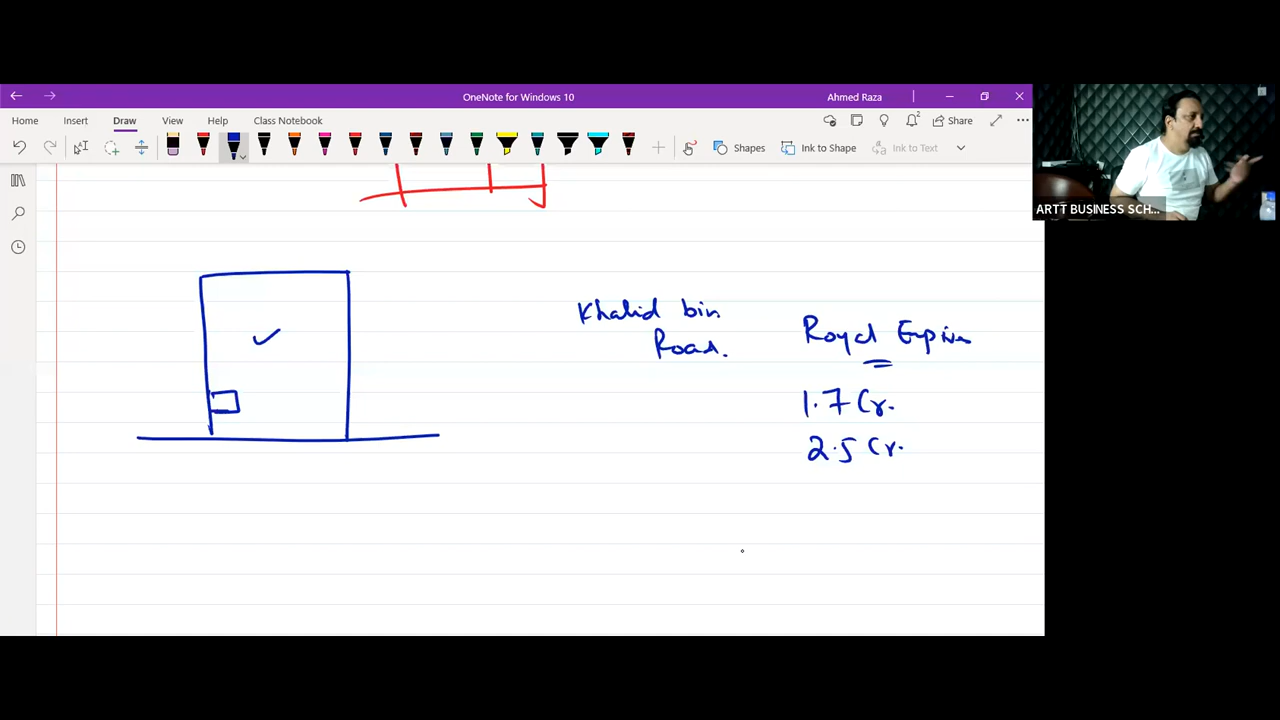 OneNote for Windows 10
Ahmed Raza
Home Insert Draw View Help Class Notebook
Share
Shapes Ink to Shape Ink to Text
ARTT BUSINESS SCH...
Khalid bin
Road.
Royal
1.7 Cr.
2.5 Cr.